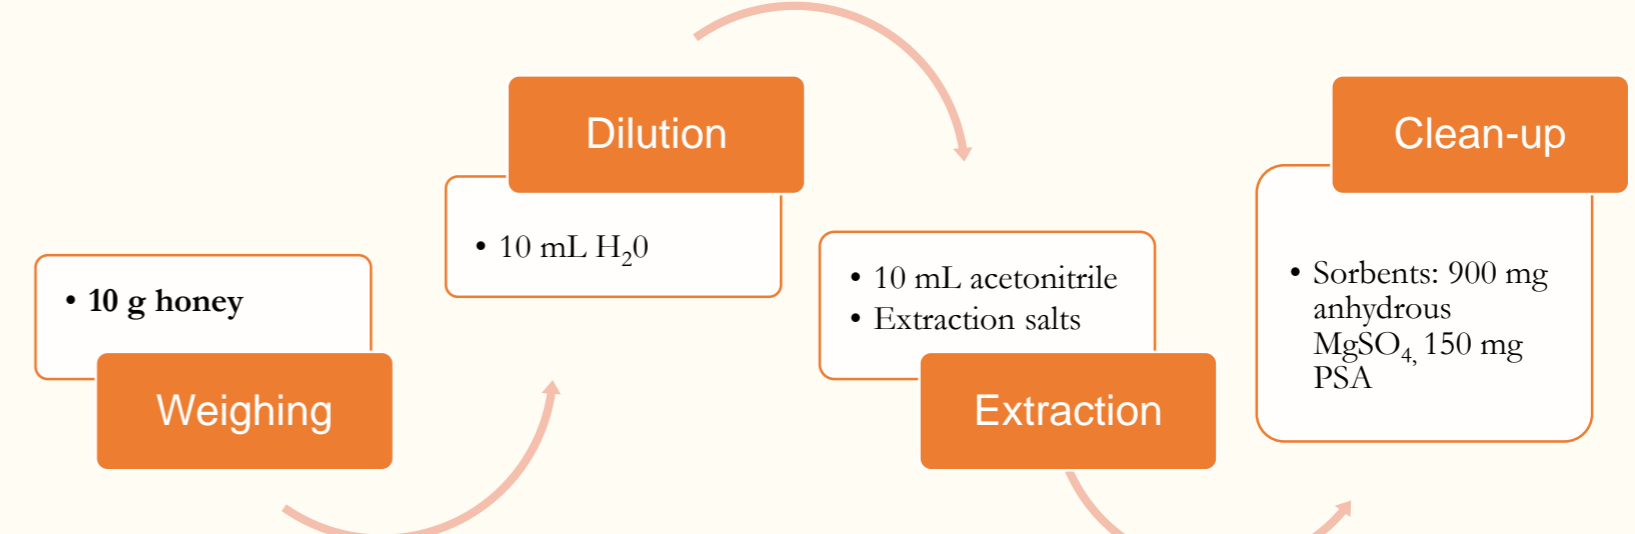 • 10 g honey
Weighing
Dilution
• 10 mL H₂0
• 10 mL acetonitrile
• Extraction salts
Extraction
Clean-up
• Sorbents: 900 mg
anhydrous
MgSO₄, 150 mg
PSA